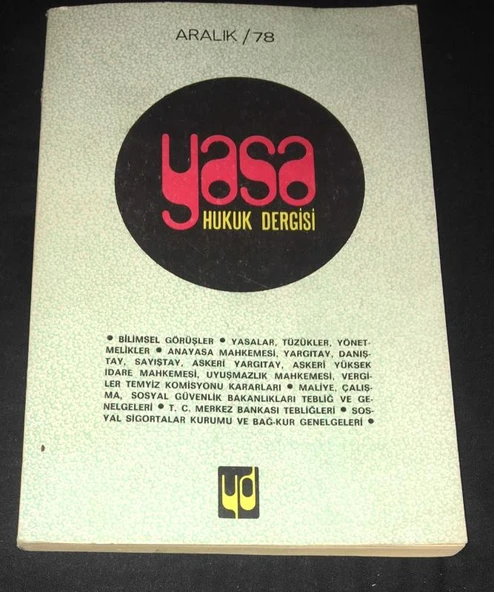 ARALIK / 78
yasa
HUKUK DERGİSİ
• BİLİMSEL GÖRÜŞLER • YASALAR, TÜZÜKLER, YÖNET-
MELİKLER • ANAYASA MAHKEMESİ, YARGITAY, DANIŞ-
TAY, SAYIŞTAY, ASKERİ YARGITAY, ASKERİ YÜKSEK
İDARE MAHKEMESİ, UYUŞMAZLIK MAHKEMESİ, VERGİ-
LER TEMYİZ KOMİSYONU KARARLARI • MALİYE, ÇALIŞ-
MA, SOSYAL GÜVENLİK BAKANLIKLARI TEBLİĞ VE GE-
NELGELERİ • T. C. MERKEZ BANKASI TEBLİĞLERİ • SOS-
YAL SİGORTALAR KURUMU VE BAĞ-KUR GENELGELERİ •
yd